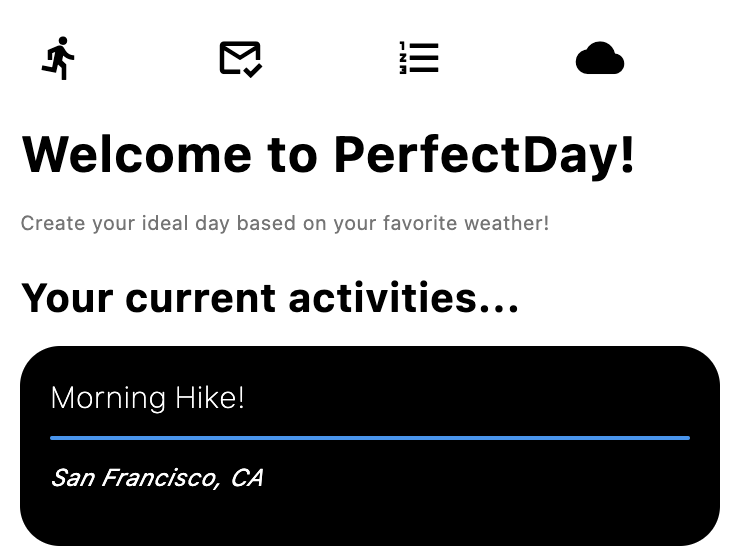 Welcome to PerfectDay!
Create your ideal day based on your favorite weather!
Your current activities...
Morning Hike!
San Francisco, CA